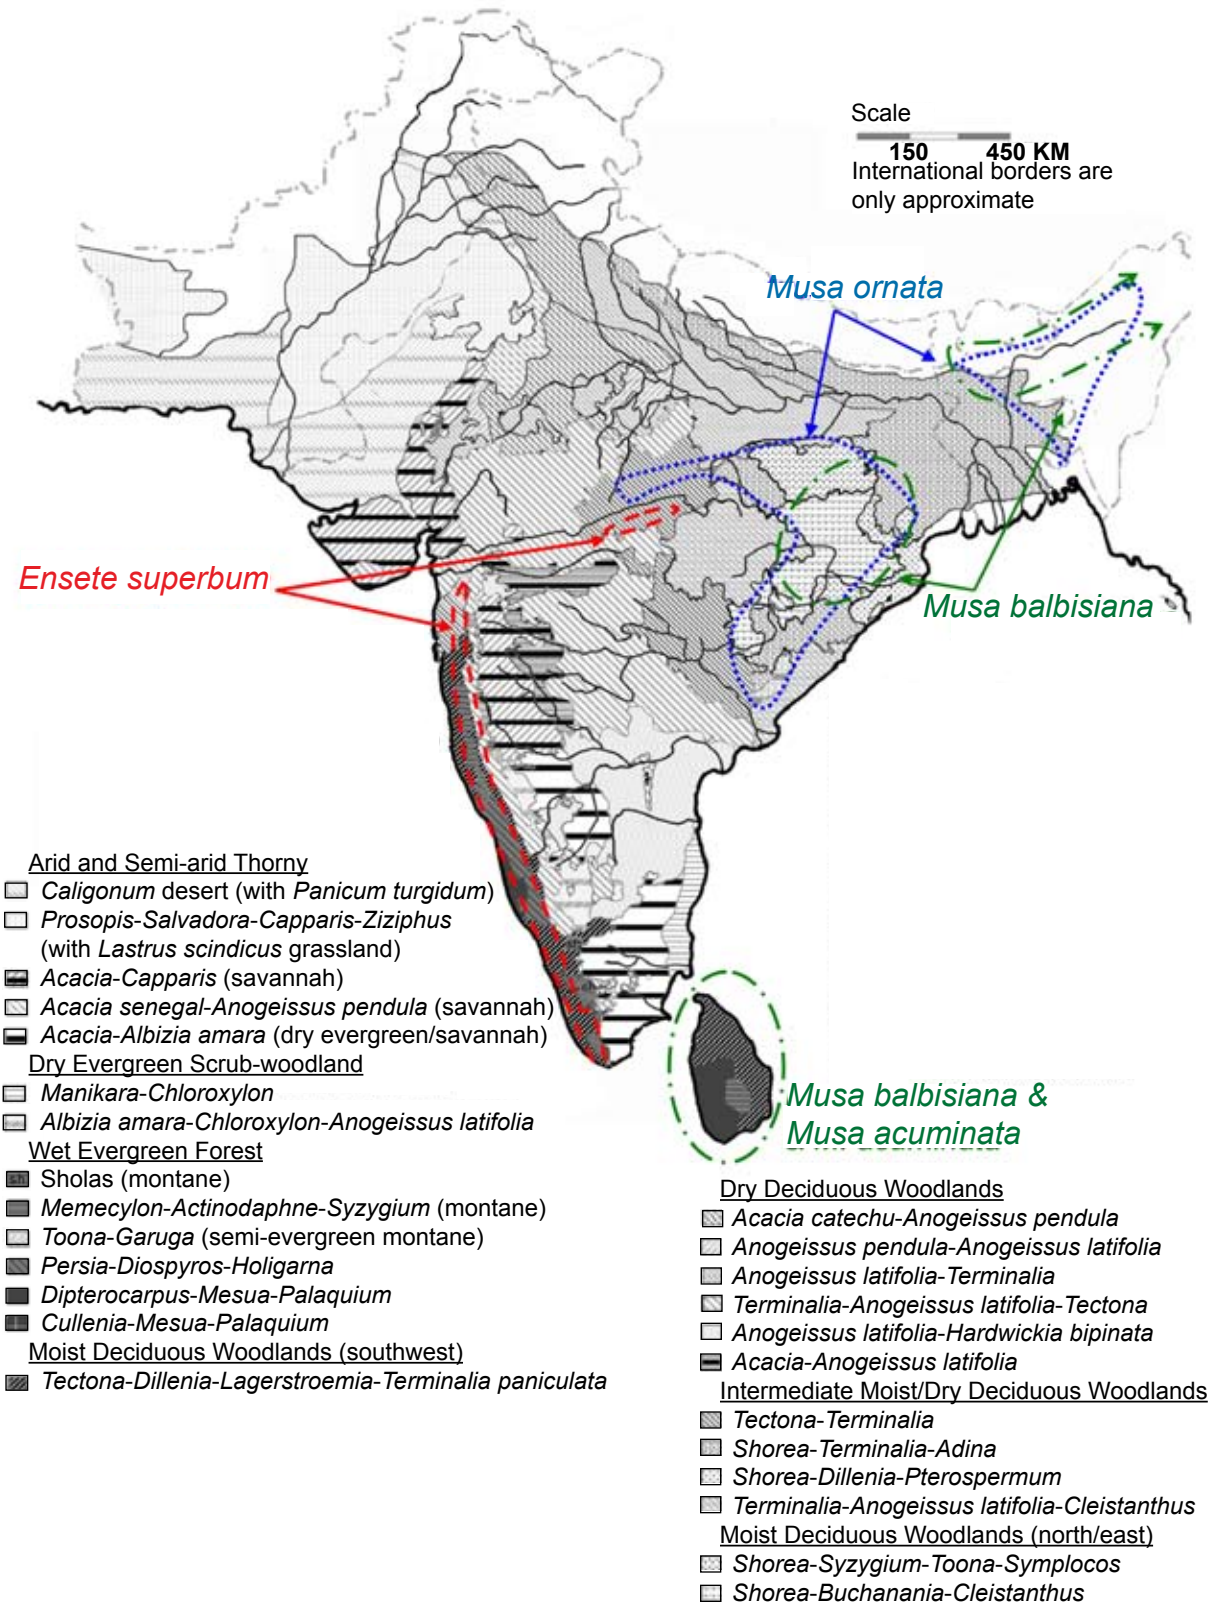 Scale
150 450 KM
International borders are
only approximate
Musa ornata
Ensete superbum
Musa balbisiana
Musa balbisiana &
Musa acuminata
Arid and Semi-arid Thorny
Caligonum desert (with Panicum turgidum)
Prosopis-Salvadora-Capparis-Ziziphus
(with Lastrus scindicus grassland)
Acacia-Capparis (savannah)
Acacia senegal-Anogeissus pendula (savannah)
Acacia-Albizia amara (dry evergreen/savannah)
Dry Evergreen Scrub-woodland
Manikara-Chloroxylon
Albizia amara-Chloroxylon-Anogeissus latifolia
Wet Evergreen Forest
sh Sholas (montane)
Memecylon-Actinodaphne-Syzygium (montane)
Toona-Garuga (semi-evergreen montane)
Persia-Diospyros-Holigarna
Dipterocarpus-Mesua-Palaquium
Cullenia-Mesua-Palaquium
Moist Deciduous Woodlands (southwest)
Tectona-Dillenia-Lagerstroemia-Terminalia paniculata
Dry Deciduous Woodlands
Acacia catechu-Anogeissus pendula
Anogeissus pendula-Anogeissus latifolia
Anogeissus latifolia-Terminalia
Terminalia-Anogeissus latifolia-Tectona
Anogeissus latifolia-Hardwickia bipinata
Acacia-Anogeissus latifolia
Intermediate Moist/Dry Deciduous Woodlands
Tectona-Terminalia
Shorea-Terminalia-Adina
Shorea-Dillenia-Pterospermum
Terminalia-Anogeissus latifolia-Cleistanthus
Moist Deciduous Woodlands (north/east)
Shorea-Syzygium-Toona-Symplocos
Shorea-Buchanania-Cleistanthus